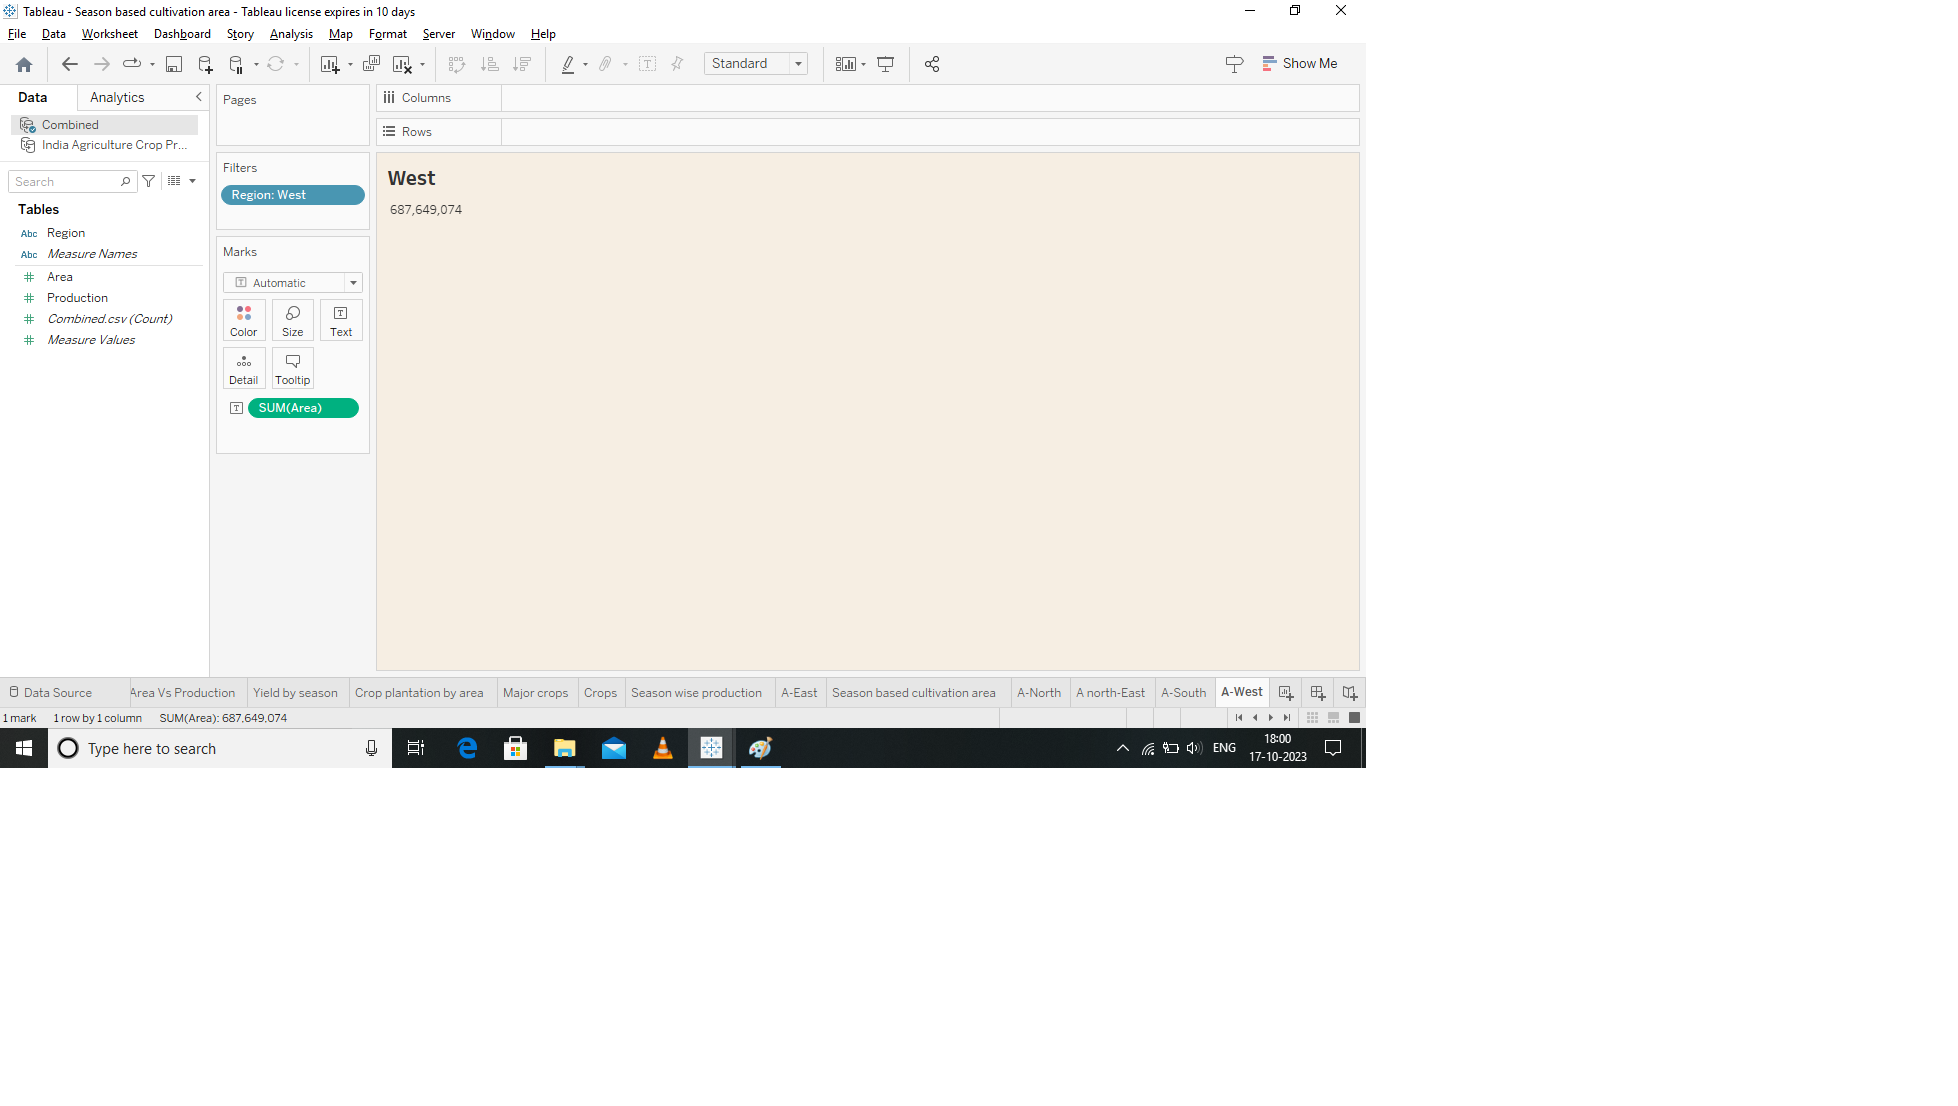 Tableau - Season based cultivation area - Tableau license expires in 10 days
File Data Worksheet Dashboard Story Analysis Map Format Server Window Help
Standard
Show Me
Data Analytics
Combined
India Agriculture Crop Pr...
Search
Tables
Abc Region
Abc Measure Names
# Area
# Production
# Combined.csv (Count)
# Measure Values
Pages
Filters
Region: West
Marks
Automatic
Color Size Text
Detail Tooltip
SUM(Area)
Columns
Rows
West
687,649,074
Data Source Area Vs Production Yield by season Crop plantation by area Major crops Crops Season wise production A-East Season based cultivation area A-North A north-East A-South A-West
1 mark 1 row by 1 column SUM(Area): 687,649,074
Type here to search
ENG
18:00
17-10-2023